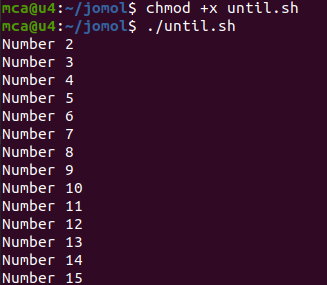 mca@u4:~/jomol$ chmod +x until.sh
mca@u4:~/jomol$ ./until.sh
Number 2
Number 3
Number 4
Number 5
Number 6
Number 7
Number 8
Number 9
Number 10
Number 11
Number 12
Number 13
Number 14
Number 15